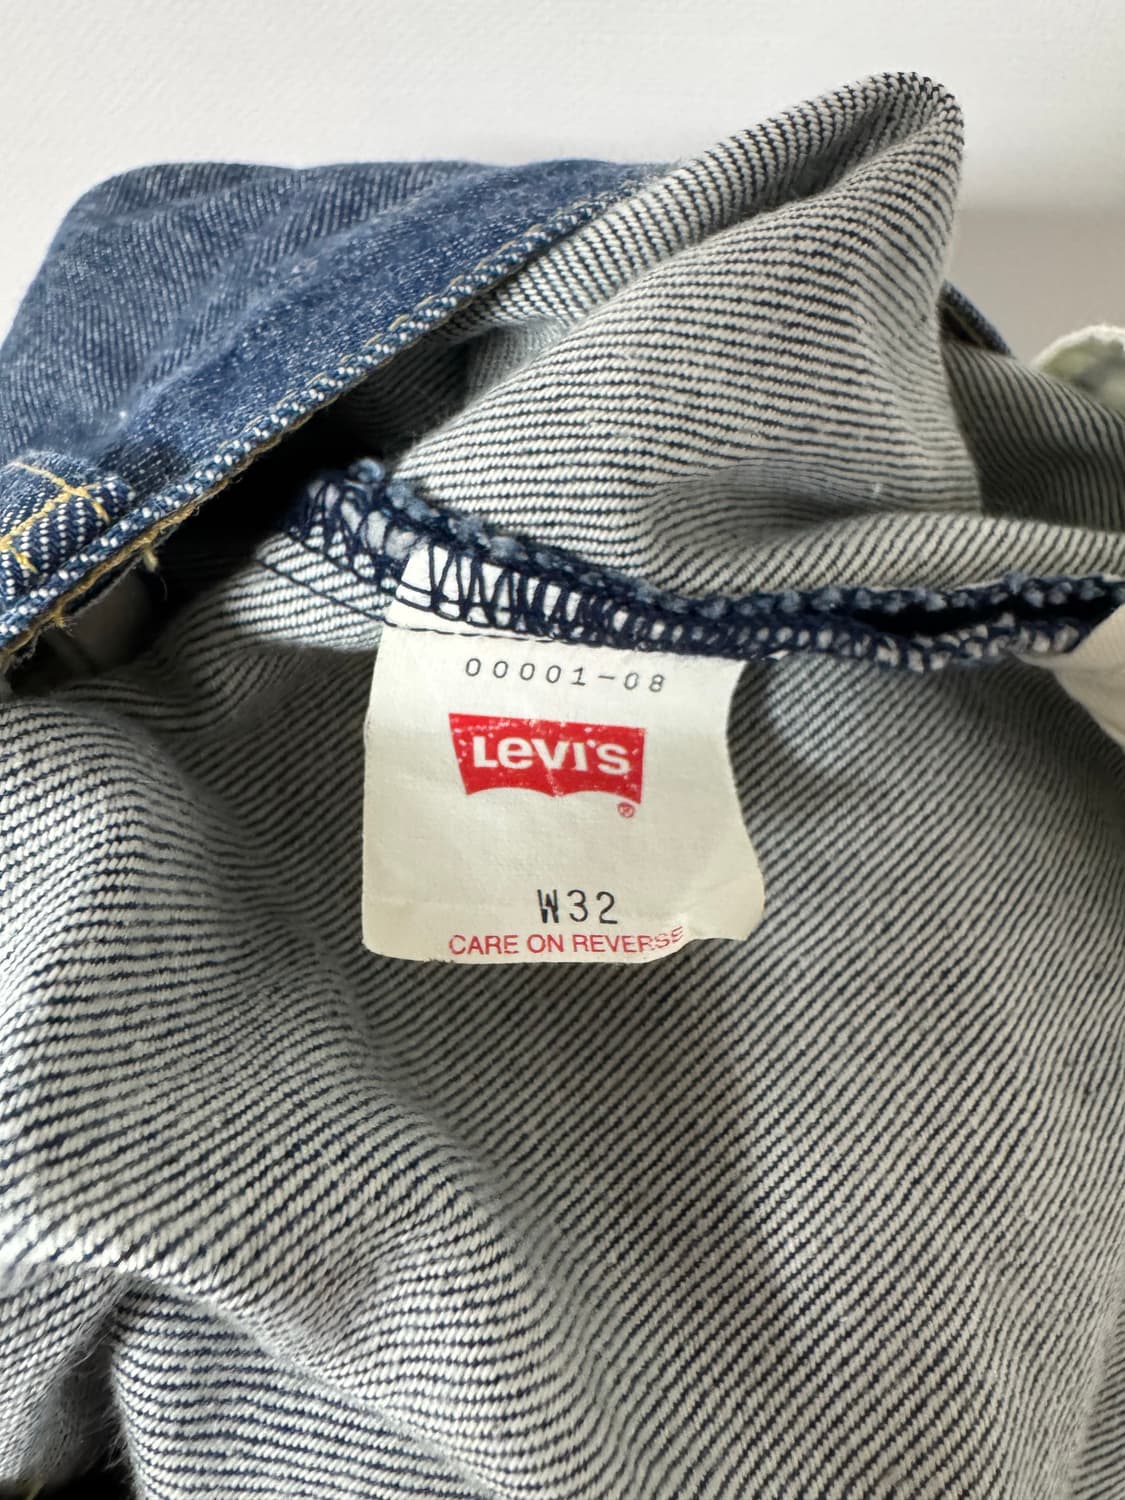 00001-08
Levi's
®
W32
CARE ON REVERSE